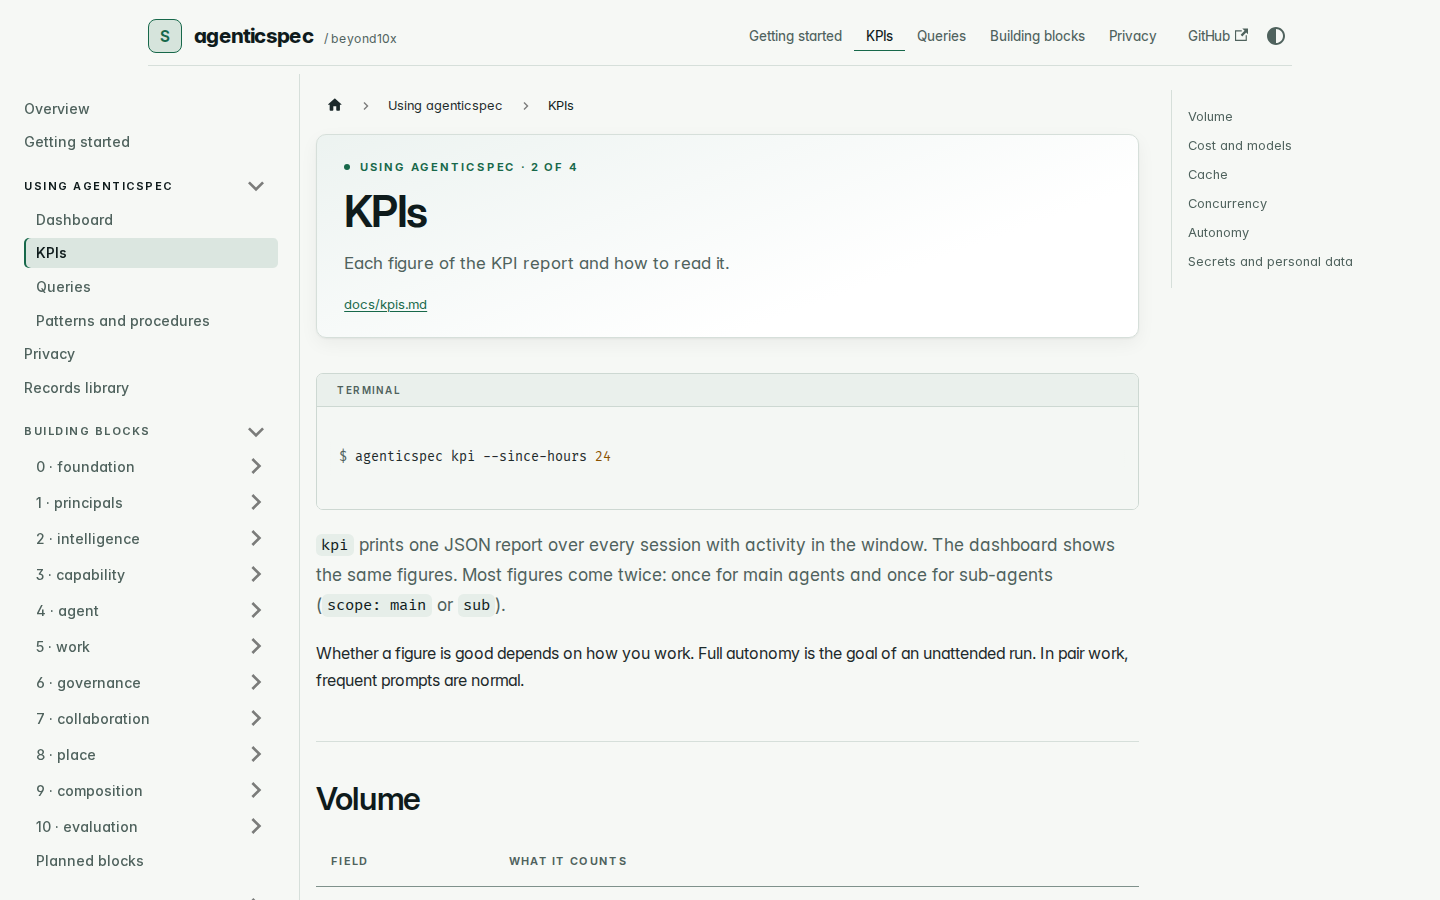 S agenticspec / beyond10x
Getting started KPIs Queries Building blocks Privacy GitHub
Overview
Getting started
USING AGENTICSPEC
Dashboard
KPIs
Queries
Patterns and procedures
Privacy
Records library
BUILDING BLOCKS
0 · foundation
1 · principals
2 · intelligence
3 · capability
4 · agent
5 · work
6 · governance
7 · collaboration
8 · place
9 · composition
10 · evaluation
Planned blocks
Using agenticspec KPIs
USING AGENTICSPEC · 2 OF 4
KPIs
Each figure of the KPI report and how to read it.
docs/kpis.md
TERMINAL
$ agenticspec kpi --since-hours 24
kpi prints one JSON report over every session with activity in the window. The dashboard shows
the same figures. Most figures come twice: once for main agents and once for sub-agents
(scope: main or sub).
Whether a figure is good depends on how you work. Full autonomy is the goal of an unattended run. In pair work,
frequent prompts are normal.
Volume
FIELD WHAT IT COUNTS
Volume
Cost and models
Cache
Concurrency
Autonomy
Secrets and personal data